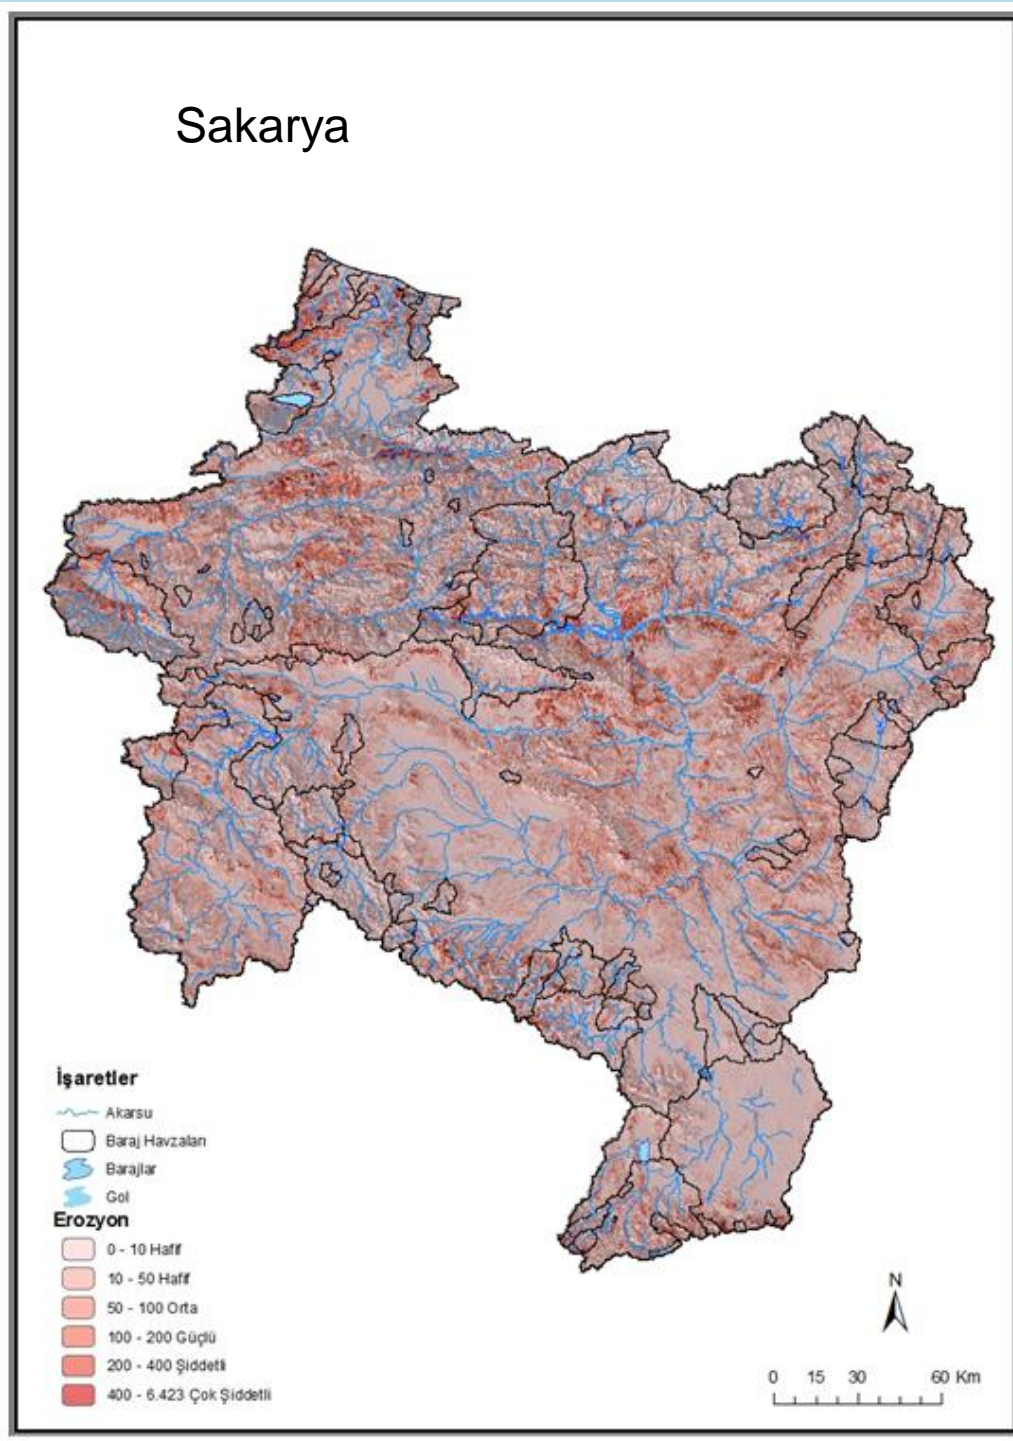 Sakarya
İşaretler
Akarsu
Baraj Havzaları
Barajlar
Göl
Erozyon
0 - 10 Hafif
10 - 50 Hafif
50 - 100 Orta
100 - 200 Güçlü
200 - 400 Şiddetli
400 - 6.423 Çok Şiddetli
N
0 15 30 60 Km